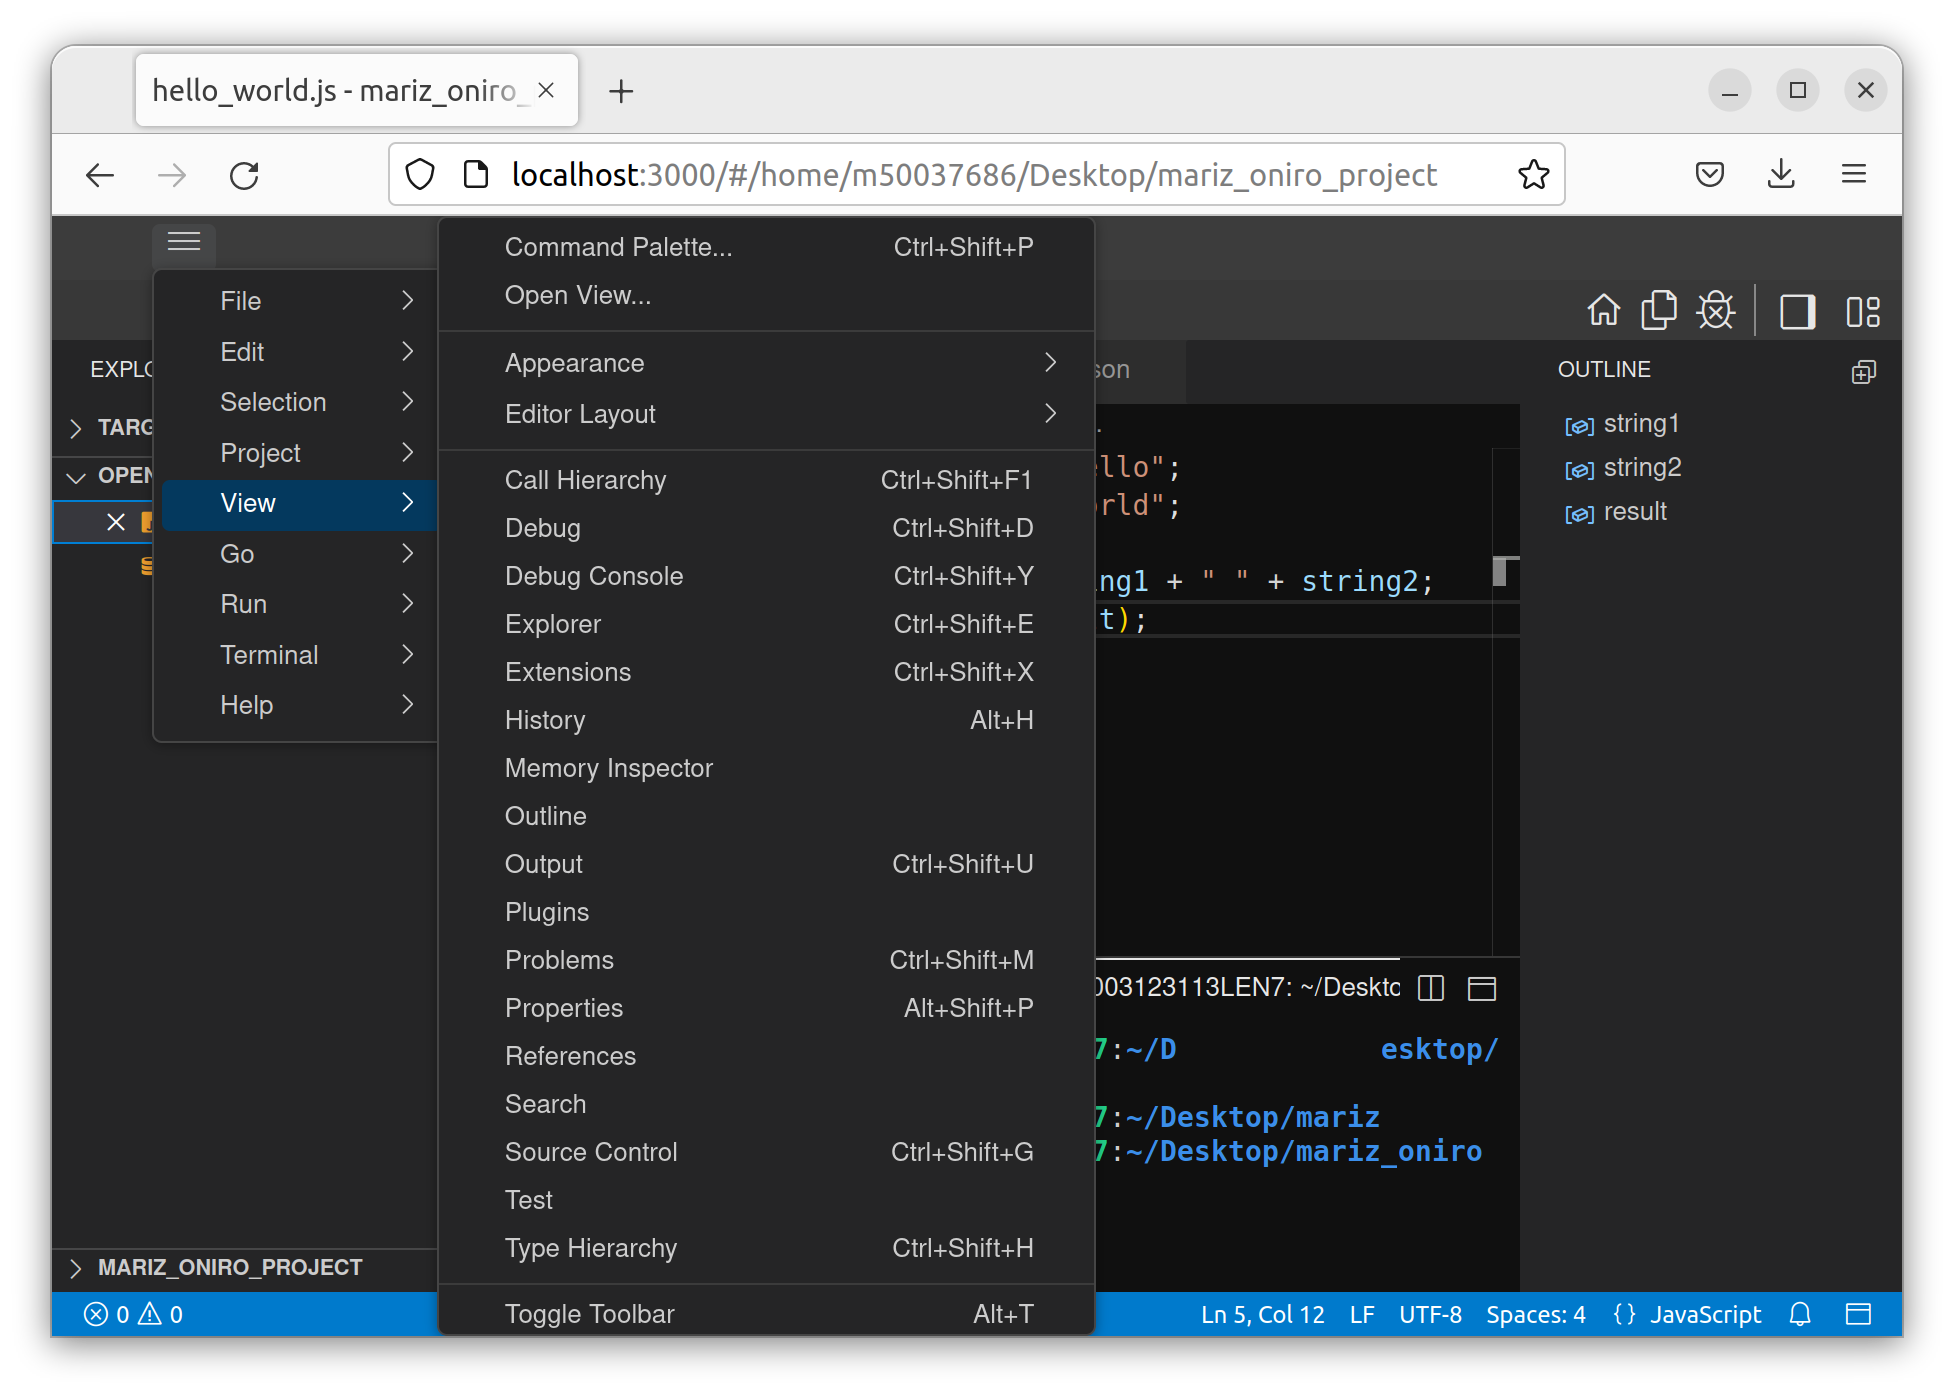 hello_world.js - mariz_oniro_
localhost:3000/#/home/m50037686/Desktop/mariz_oniro_project
File
Edit
Selection
Project
View
Go
Run
Terminal
Help
Command Palette... Ctrl+Shift+P
Open View...
Appearance
Editor Layout
Call Hierarchy Ctrl+Shift+F1
Debug Ctrl+Shift+D
Debug Console Ctrl+Shift+Y
Explorer Ctrl+Shift+E
Extensions Ctrl+Shift+X
History Alt+H
Memory Inspector
Outline
Output Ctrl+Shift+U
Plugins
Problems Ctrl+Shift+M
Properties Alt+Shift+P
References
Search
Source Control Ctrl+Shift+G
Test
Type Hierarchy Ctrl+Shift+H
Toggle Toolbar Alt+T
EXPLO
TARG
OPEN
MARIZ_ONIRO_PROJECT
son
llo";
rld";
ng1 + " " + string2;
t);
003123113LEN7: ~/Deskto
7:~/D esktop/
7:~/Desktop/mariz
7:~/Desktop/mariz_oniro
OUTLINE
string1
string2
result
0 0
Ln 5, Col 12 LF UTF-8 Spaces: 4 {} JavaScript